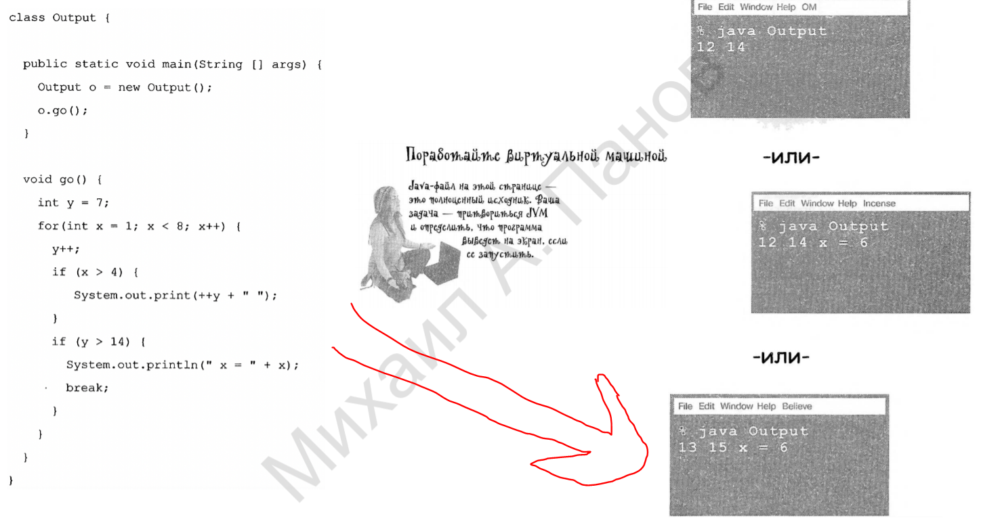 class Output {
public static void main(String [] args) {
Output o = new Output();
o.go();
}
void go() {
int y = 7;
for(int x = 1; x < 8; x++) {
y++;
if (x > 4) {
System.out.print(++y + " ");
}
if (y > 14) {
System.out.println(" x = " + x);
break;
}
}
}
}
Поработайте виртуальной машиной
Java-файл на этой странице —
это полноценный исходник. Ваша
задача — притвориться JVM
и определить, что программа
выведет на экран, если
ее запустить.
File Edit Window Help OM
% java Output
12 14
-или-
File Edit Window Help Incense
% java Output
12 14 x = 6
-или-
File Edit Window Help Believe
% java Output
13 15 x = 6
Михаил А. Панов